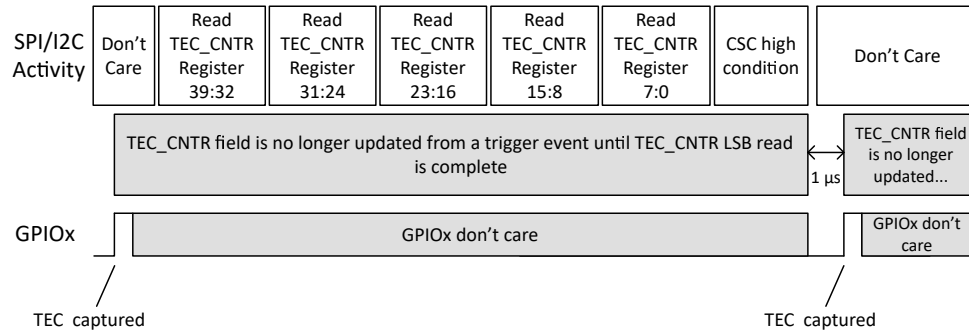 SPI/I2C
Activity
Don't
Care
Read
TEC_CNTR
Register
39:32
Read
TEC_CNTR
Register
31:24
Read
TEC_CNTR
Register
23:16
Read
TEC_CNTR
Register
15:8
Read
TEC_CNTR
Register
7:0
CSC high
condition
Don't Care
TEC_CNTR field is no longer updated from a trigger event until TEC_CNTR LSB read
is complete
1 µs
TEC_CNTR field
is no longer
updated...
GPIOx
GPIOx don't care
GPIOx don't
care
TEC captured
TEC captured